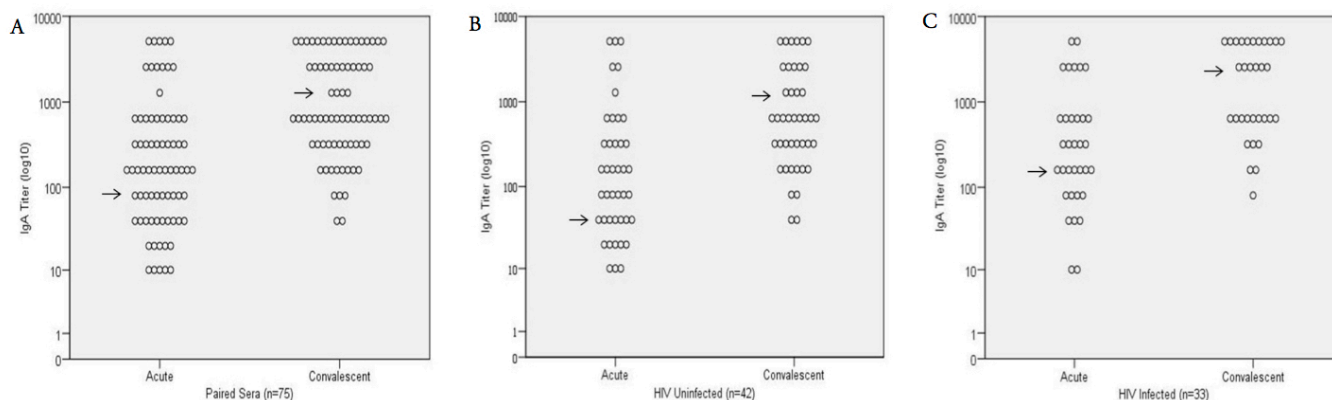 A
10000
1000
100
10
1
0
IgA Titer (log10)
Acute
Convalescent
Paired Sera (n=75)
B
10000
1000
100
10
1
0
IgA Titer (log10)
Acute
Convalescent
HIV Uninfected (n=42)
C
10000
1000
100
10
1
0
IgA Titer (log10)
Acute
Convalescent
HIV Infected (n=33)